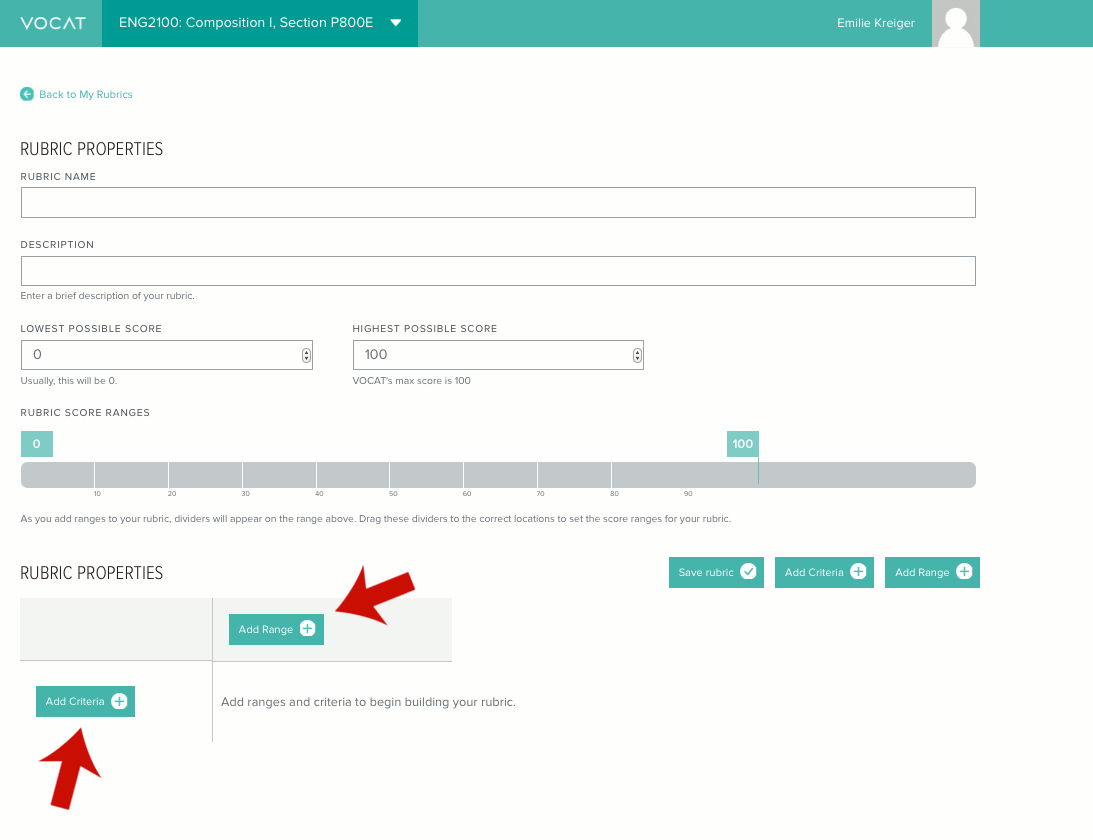 VOCAT ENG2100: Composition I, Section P800E Emilie Kreiger
Back to My Rubrics
RUBRIC PROPERTIES
RUBRIC NAME
DESCRIPTION
Enter a brief description of your rubric.
LOWEST POSSIBLE SCORE HIGHEST POSSIBLE SCORE
0 100
Usually, this will be 0. VOCAT's max score is 100
RUBRIC SCORE RANGES
0 100
10 20 30 40 50 60 70 80 90
As you add ranges to your rubric, dividers will appear on the range above. Drag these dividers to the correct locations to set the score ranges for your rubric.
RUBRIC PROPERTIES Save rubric Add Criteria Add Range
Add Range
Add Criteria Add ranges and criteria to begin building your rubric.